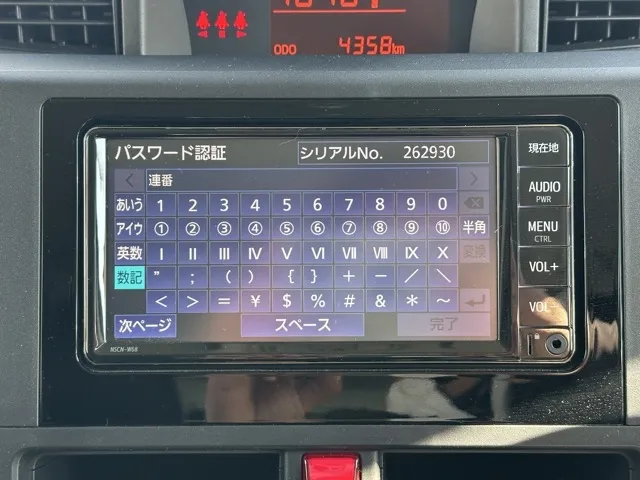 ODO 4358km
パスワード認証 シリアルNo. 262930 現在地
< 連番 >
あいう 1 2 3 4 5 6 7 8 9 0
AUDIO
PWR
アイウ ① ② ③ ④ ⑤ ⑥ ⑦ ⑧ ⑨ ⑩ 半角
MENU
CTRL
英数 Ⅰ Ⅱ Ⅲ Ⅳ Ⅴ Ⅵ Ⅶ Ⅷ Ⅸ Ⅹ 変換
数記 " ; ( ) { } + − / \
VOL+
< > = ¥ $ % # & * ~
VOL−
次ページ スペース 完了
NSCN-W68